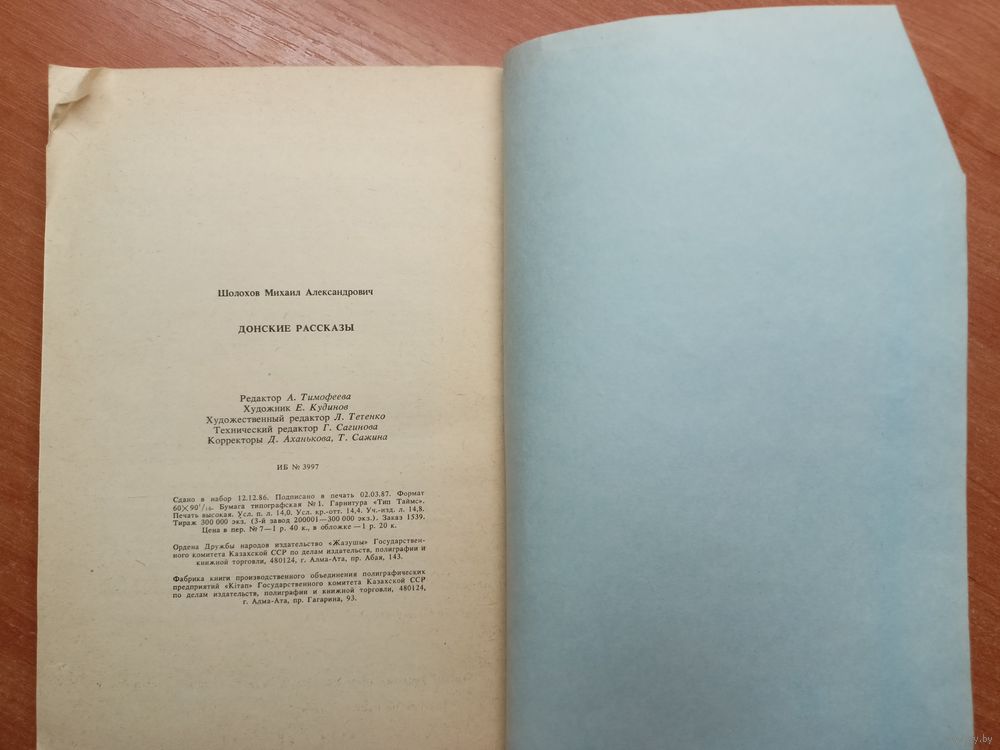 Шолохов Михаил Александрович
ДОНСКИЕ РАССКАЗЫ
Редактор А. Тимофеева
Художник Е. Кудинов
Художественный редактор Л. Тетенко
Технический редактор Г. Сагинова
Корректоры Д. Аханькова, Т. Сажина
ИБ № 3997
Сдано в набор 12.12.86. Подписано в печать 02.03.87. Формат
60×90¹/₁₆. Бумага типографская № 1. Гарнитура «Тип Таймс».
Печать высокая. Усл. п. л. 14,0. Усл. кр.-отт. 14,4. Уч.-изд. л. 14,8.
Тираж 300 000 экз. (3-й завод 200001—300 000 экз.). Заказ 1539.
Цена в пер. № 7—1 р. 40 к., в обложке—1 р. 20 к.
Ордена Дружбы народов издательство «Жазушы» Государствен-
ного комитета Казахской ССР по делам издательств, полиграфии и
книжной торговли, 480124, г. Алма-Ата, пр. Абая, 143.
Фабрика книги производственного объединения полиграфических
предприятий «Кiтап» Государственного комитета Казахской ССР
по делам издательств, полиграфии и книжной торговли, 480124,
г. Алма-Ата, пр. Гагарина, 93.